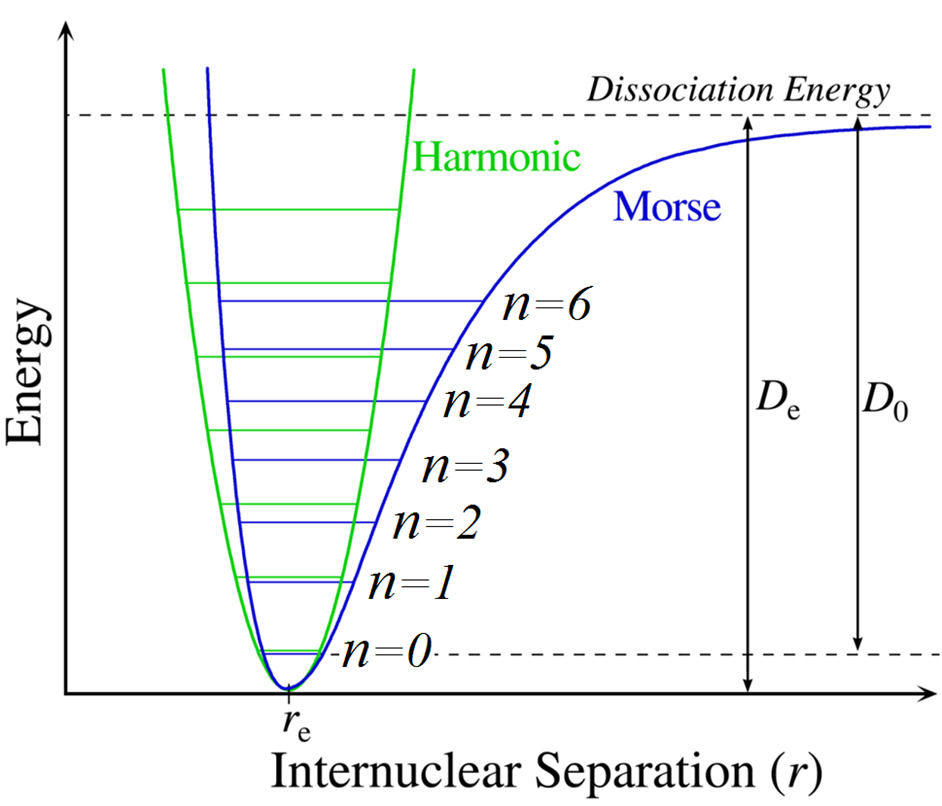 Dissociation Energy
Harmonic
Morse
n=6
n=5
n=4
n=3
n=2
n=1
n=0
De
D0
Energy
re
Internuclear Separation (r)